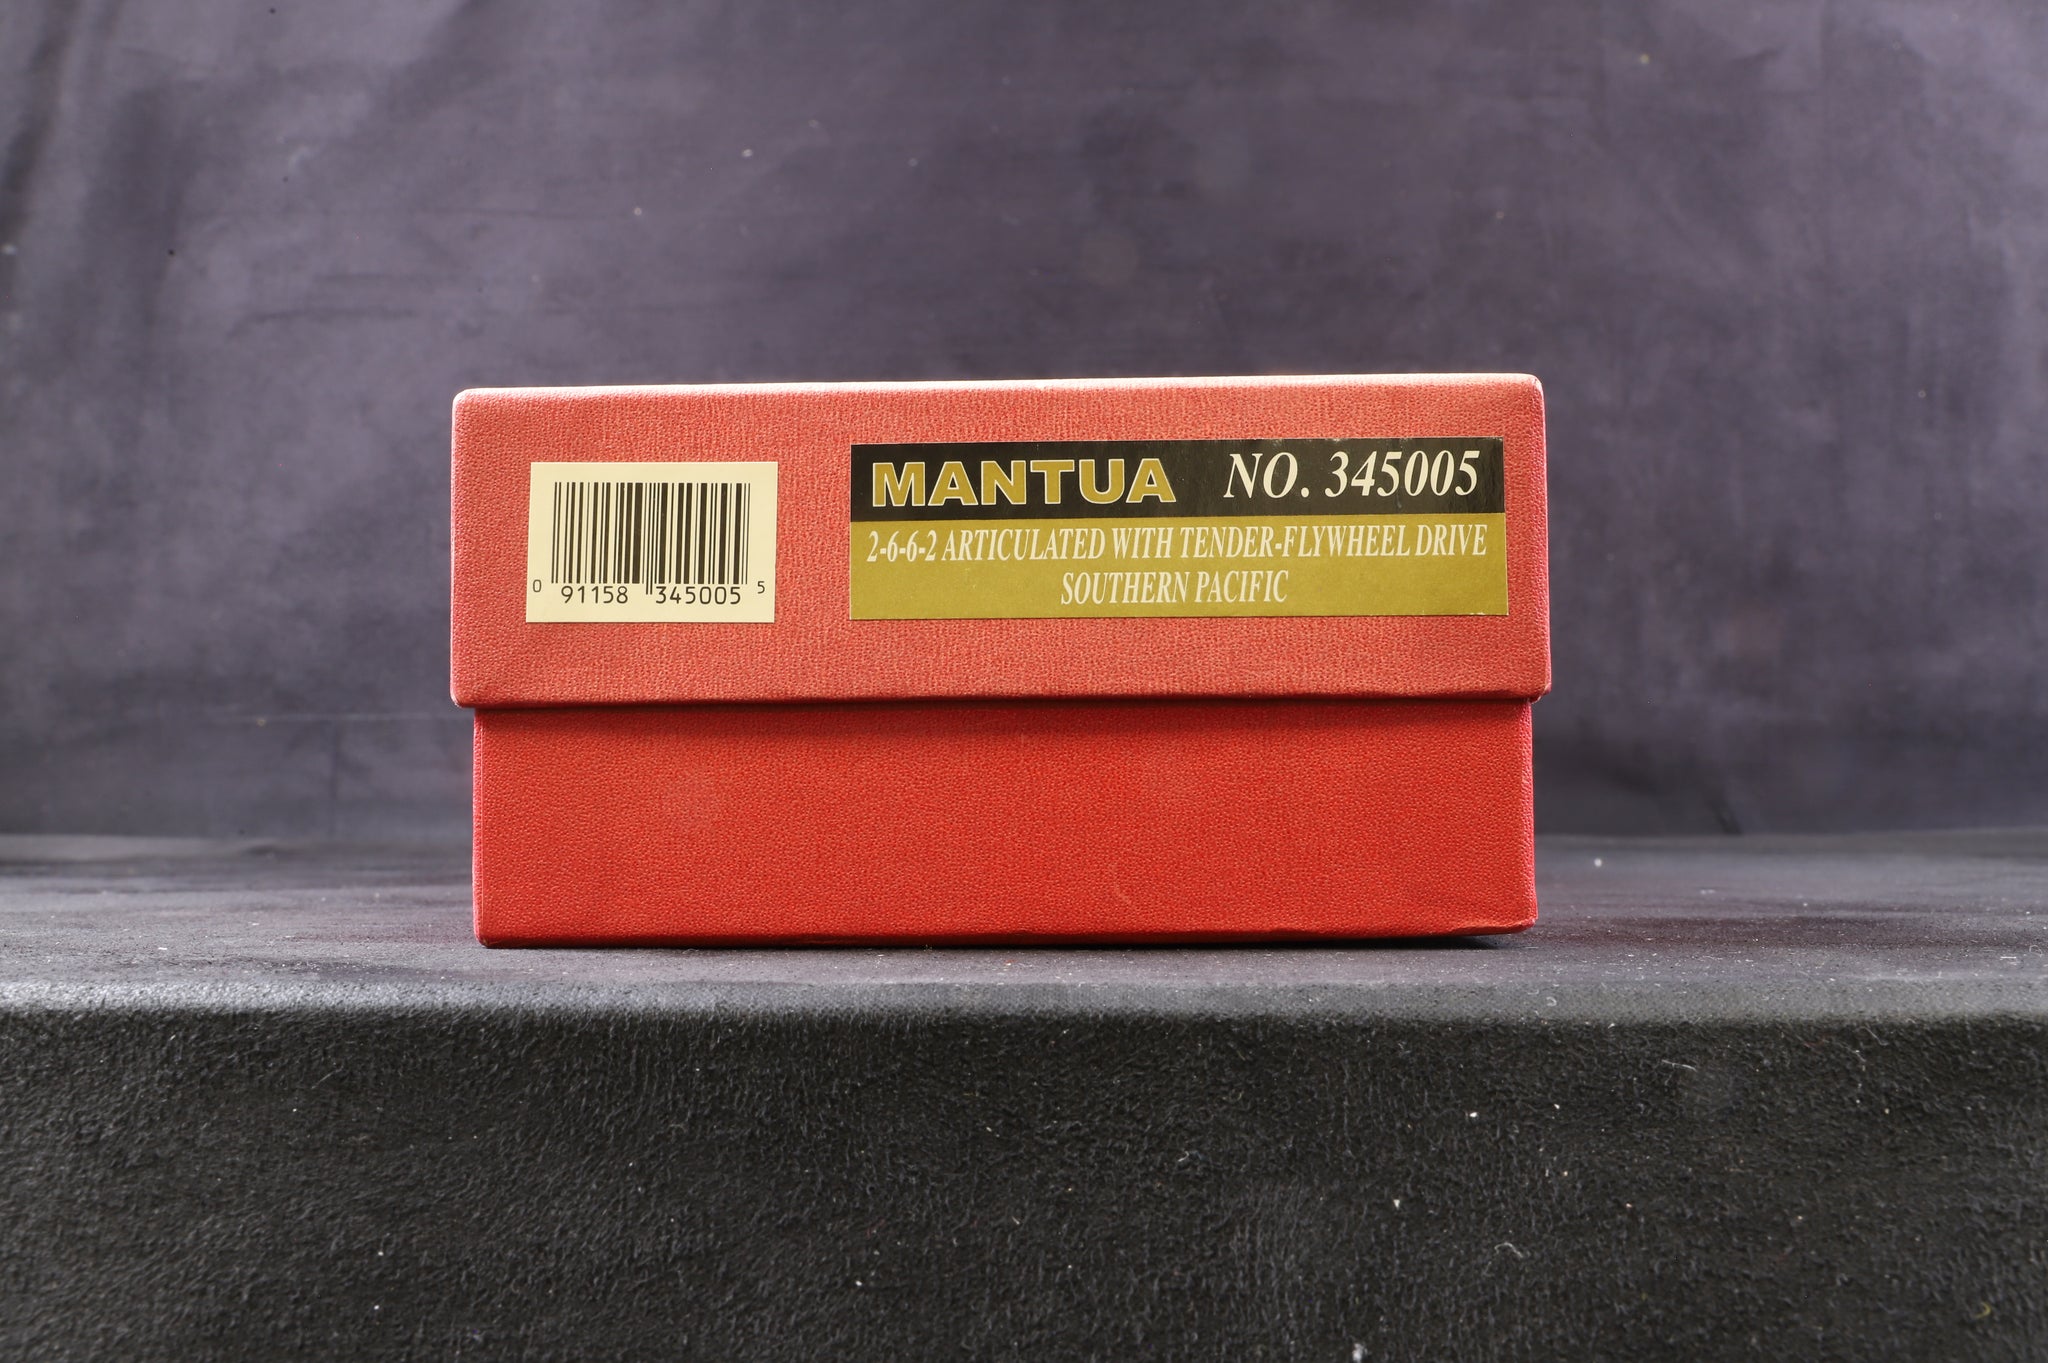 MANTUA NO. 345005
2-6-6-2 ARTICULATED WITH TENDER-FLYWHEEL DRIVE
SOUTHERN PACIFIC
0 91158 345005 5